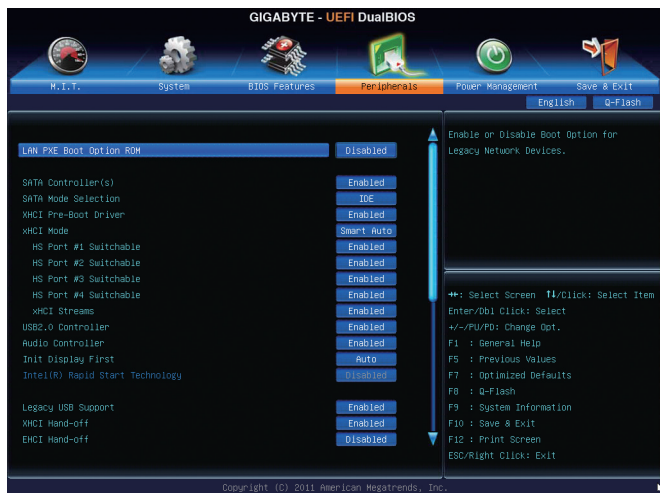 GIGABYTE - UEFI DualBIOS
M.I.T. System BIOS Features Peripherals Power Management Save & Exit
English Q-Flash
LAN PXE Boot Option ROM Disabled
SATA Controller(s) Enabled
SATA Mode Selection IDE
XHCI Pre-Boot Driver Enabled
xHCI Mode Smart Auto
HS Port #1 Switchable Enabled
HS Port #2 Switchable Enabled
HS Port #3 Switchable Enabled
HS Port #4 Switchable Enabled
xHCI Streams Enabled
USB2.0 Controller Enabled
Audio Controller Enabled
Init Display First Auto
Intel(R) Rapid Start Technology Disabled
Legacy USB Support Enabled
XHCI Hand-off Enabled
EHCI Hand-off Disabled
Enable or Disable Boot Option for
Legacy Network Devices.
→←: Select Screen ↑↓/Click: Select Item
Enter/Dbl Click: Select
+/-/PU/PD: Change Opt.
F1 : General Help
F5 : Previous Values
F7 : Optimized Defaults
F8 : Q-Flash
F9 : System Information
F10 : Save & Exit
F12 : Print Screen
ESC/Right Click: Exit
Copyright (C) 2011 American Megatrends, Inc.